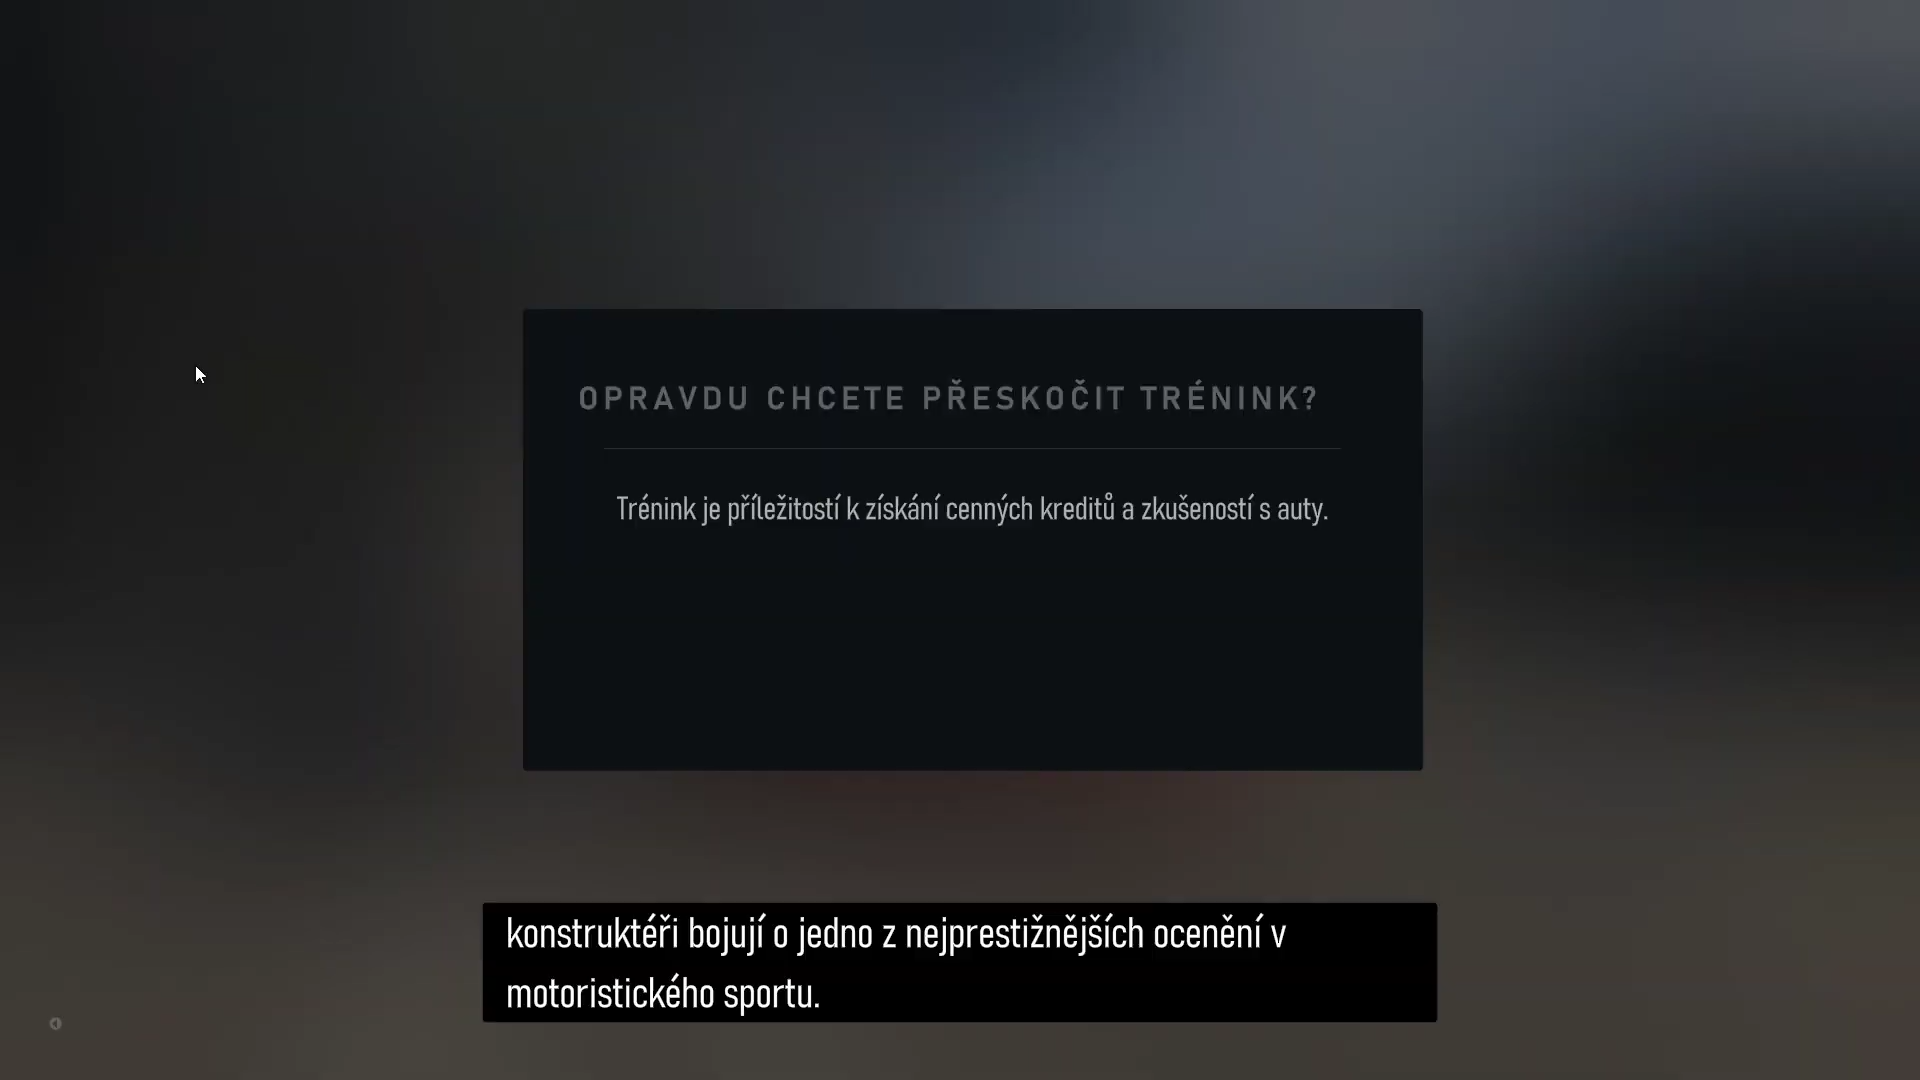 OPRAVDU CHCETE PŘESKOČIT TRÉNINK?
Trénink je příležitostí k získání cenných kreditů a zkušeností s auty.
konstruktéři bojují o jedno z nejprestižnějších ocenění v
motoristického sportu.